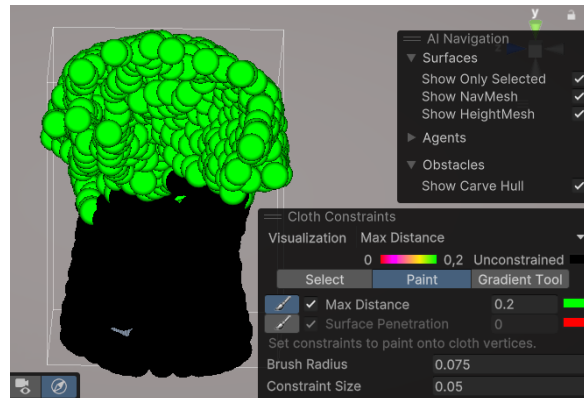 y
z
AI Navigation
Surfaces
Show Only Selected
Show NavMesh
Show HeightMesh
Agents
Obstacles
Show Carve Hull
Cloth Constraints
Visualization Max Distance
0 0,2 Unconstrained
Select Paint Gradient Tool
Max Distance 0.2
Surface Penetration 0
Set constraints to paint onto cloth vertices.
Brush Radius 0.075
Constraint Size 0.05